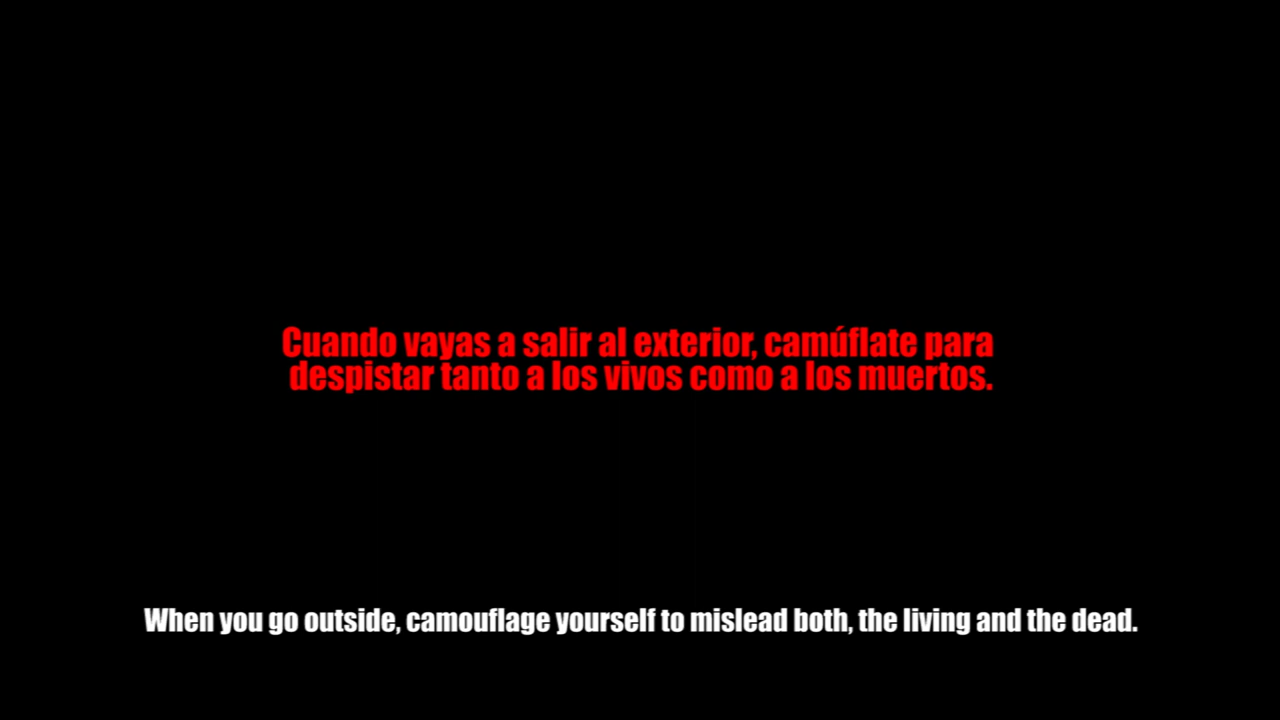 Cuando vayas a salir al exterior, camúflate para
despistar tanto a los vivos como a los muertos.
When you go outside, camouflage yourself to mislead both, the living and the dead.